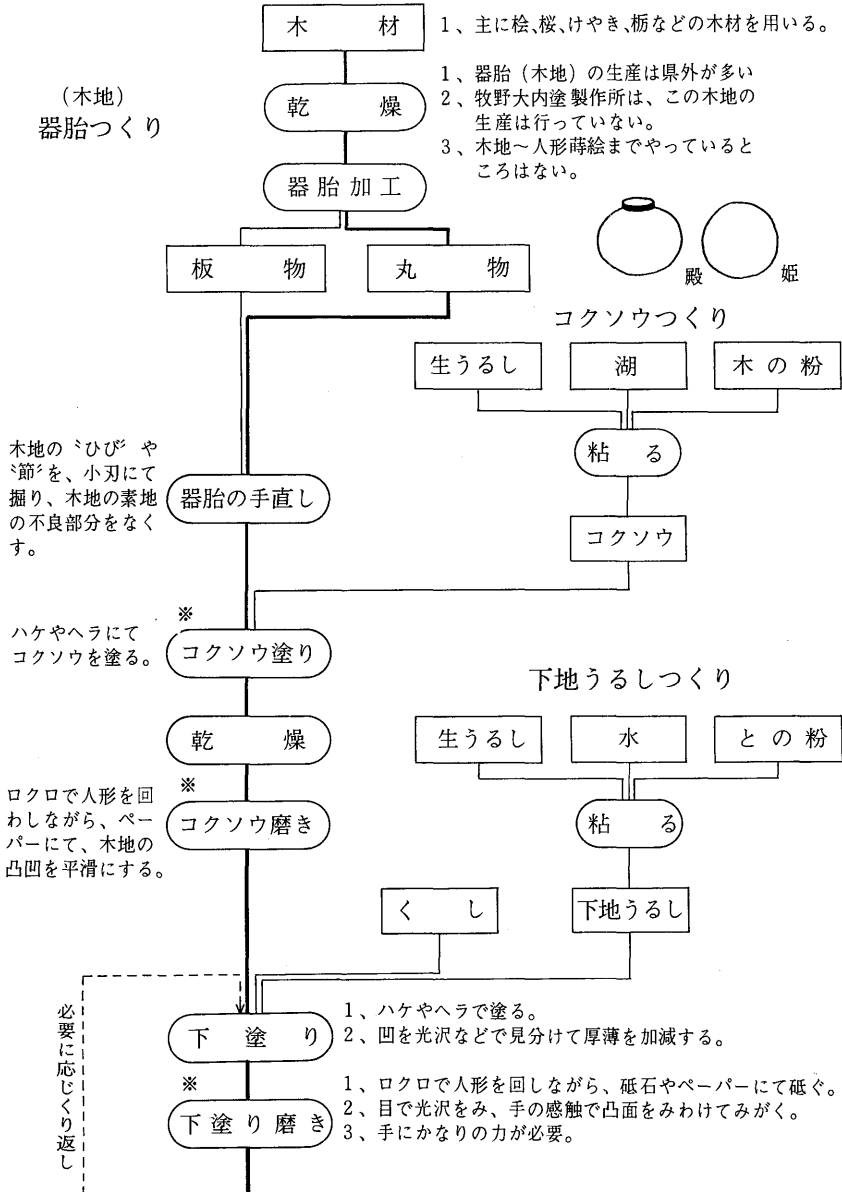 木材
1、主に桧、桜、けやき、栃などの木材を用いる。
(木地)
器胎つくり
乾燥
1、器胎(木地)の生産は県外が多い
2、牧野大内塗製作所は、この木地の
生産は行っていない。
3、木地~人形蒔絵までやっていると
ころはない。
器胎加工
板物
丸物
殿
姫
コクソウつくり
生うるし
湖
木の粉
粘る
コクソウ
木地の〝ひび〟や
〝節〟を、小刃にて
掘り、木地の素地
の不良部分をなく
す。
器胎の手直し
ハケやヘラにて
コクソウを塗る。
※
コクソウ塗り
乾燥
ロクロで人形を回
わしながら、ペー
パーにて、木地の
凸凹を平滑にする。
※
コクソウ磨き
下地うるしつくり
生うるし
水
との粉
粘る
下地うるし
くし
必要に応じくり返し
下塗り
1、ハケやヘラで塗る。
2、凹を光沢などで見分けて厚薄を加減する。
※
下塗り磨き
1、ロクロで人形を回しながら、砥石やペーパーにて砥ぐ。
2、目で光沢をみ、手の感触で凸面をみわけてみがく。
3、手にかなりの力が必要。